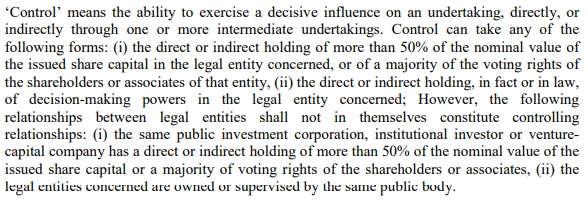 ‘Control’ means the ability to exercise a decisive influence on an undertaking, directly, or
indirectly through one or more intermediate undertakings. Control can take any of the
following forms: (i) the direct or indirect holding of more than 50% of the nominal value of
the issued share capital in the legal entity concerned, or of a majority of the voting rights of
the shareholders or associates of that entity, (ii) the direct or indirect holding, in fact or in law,
of decision-making powers in the legal entity concerned; However, the following
relationships between legal entities shall not in themselves constitute controlling
relationships: (i) the same public investment corporation, institutional investor or venture-
capital company has a direct or indirect holding of more than 50% of the nominal value of the
issued share capital or a majority of voting rights of the shareholders or associates, (ii) the
legal entities concerned are owned or supervised by the same public body.